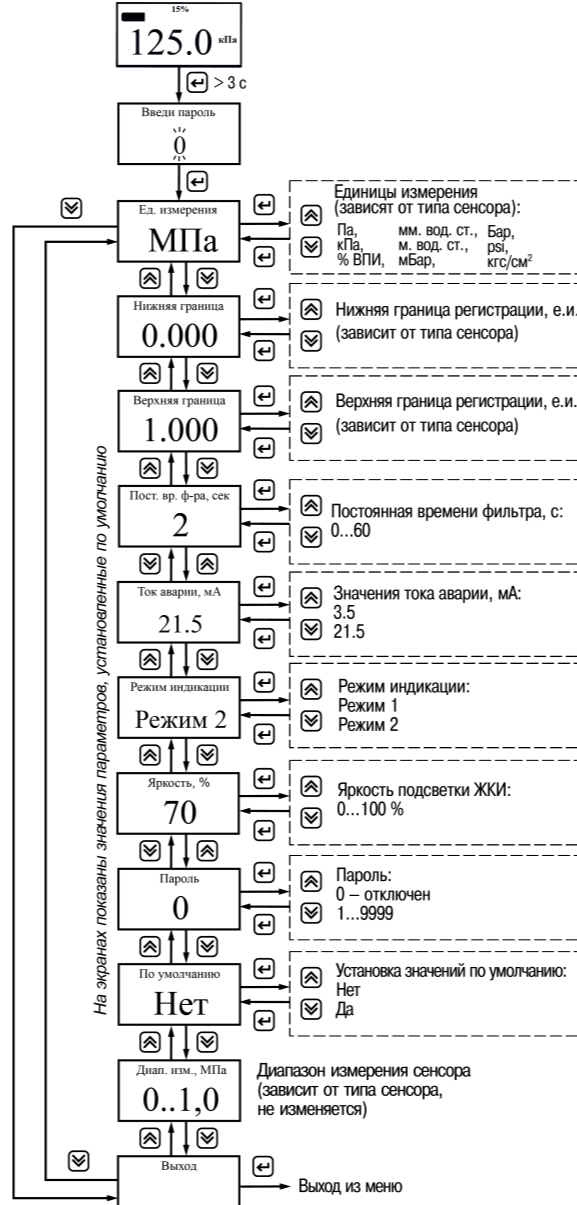 15%
125.0 кПа
> 3 с
Введи пароль
0
Ед. измерения
МПа
Единицы измерения
(зависят от типа сенсора):
Па, мм. вод. ст., Бар,
кПа, м. вод. ст., psi,
% ВПИ, мБар, кгс/см²
Нижняя граница
0.000
Нижняя граница регистрации, е.и.
(зависит от типа сенсора)
Верхняя граница
1.000
Верхняя граница регистрации, е.и.
(зависит от типа сенсора)
На экранах показаны значения параметров, установленные по умолчанию
Пост. вр. ф-ра, сек
2
Постоянная времени фильтра, с:
0...60
Ток аварии, мА
21.5
Значения тока аварии, мА:
3.5
21.5
Режим индикации
Режим 2
Режим индикации:
Режим 1
Режим 2
Яркость, %
70
Яркость подсветки ЖКИ:
0...100 %
Пароль
0
Пароль:
0 – отключен
1...9999
По умолчанию
Нет
Установка значений по умолчанию:
Нет
Да
Диап. изм., МПа
0..1,0
Диапазон измерения сенсора
(зависит от типа сенсора,
не изменяется)
Выход
Выход из меню